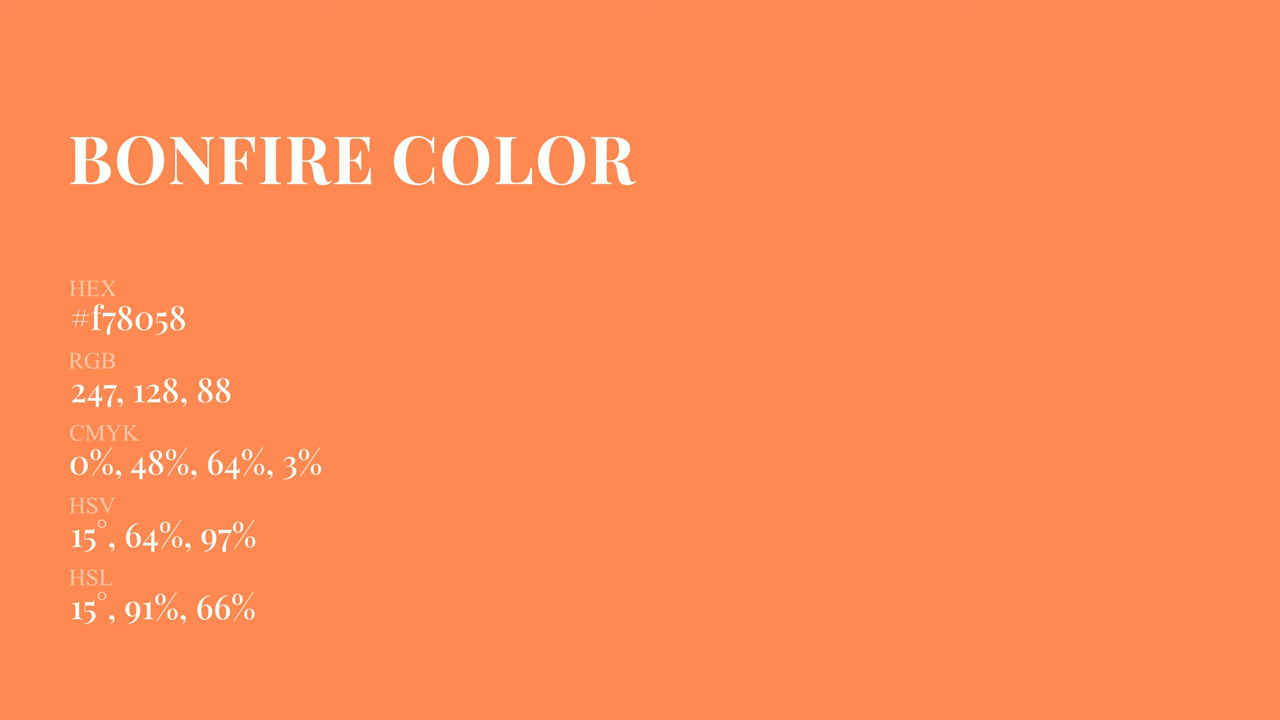 BONFIRE COLOR
HEX
#f78058
RGB
247, 128, 88
CMYK
0%, 48%, 64%, 3%
HSV
15°, 64%, 97%
HSL
15°, 91%, 66%